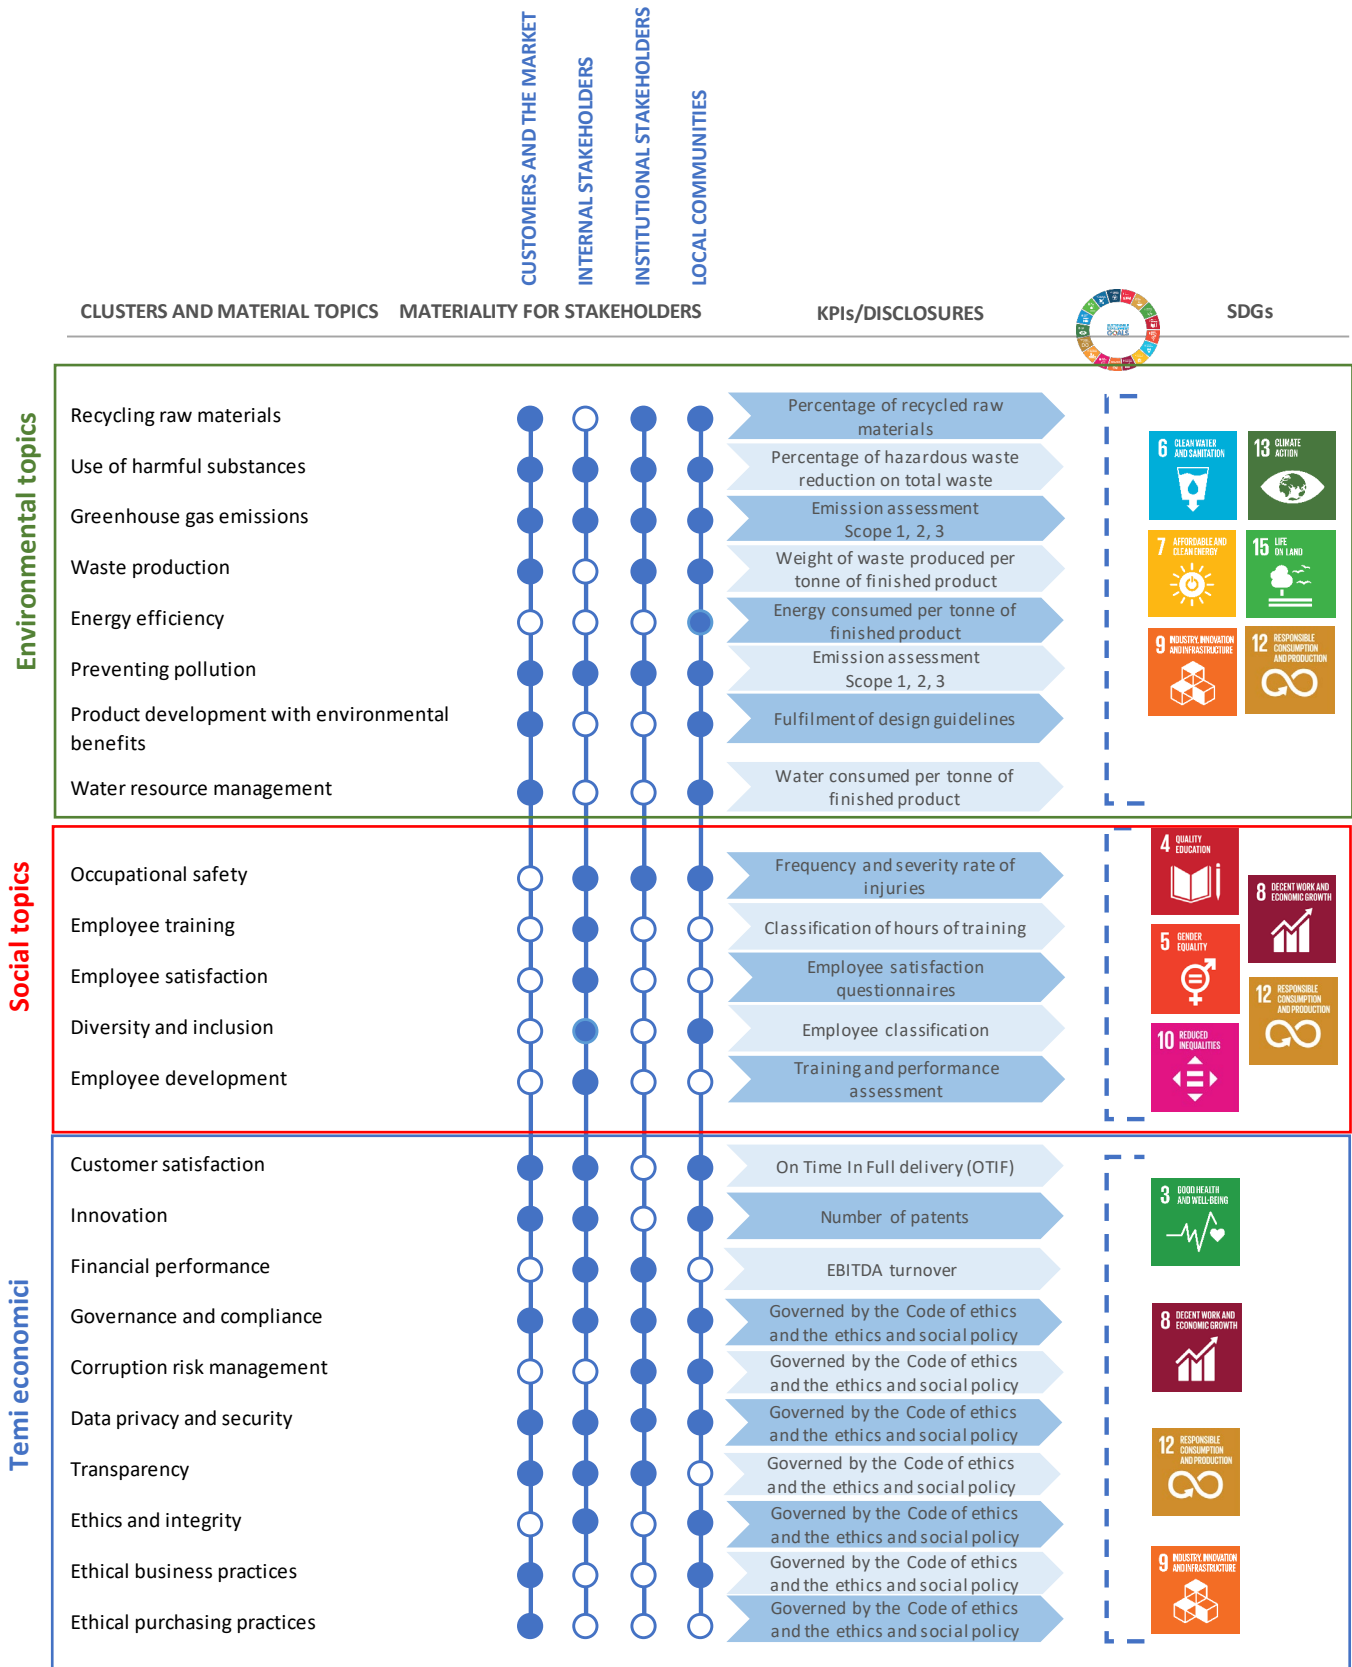 CUSTOMERS AND THE MARKET
INTERNAL STAKEHOLDERS
INSTITUTIONAL STAKEHOLDERS
LOCAL COMMUNITIES
CLUSTERS AND MATERIAL TOPICS
MATERIALITY FOR STAKEHOLDERS
KPIs/DISCLOSURES
GOALS
SDGs
Environmental topics
Recycling raw materials
Percentage of recycled raw
materials
Use of harmful substances
Percentage of hazardous waste
reduction on total waste
Greenhouse gas emissions
Emission assessment
Scope 1, 2, 3
Waste production
Weight of waste produced per
tonne of finished product
Energy efficiency
Energy consumed per tonne of
finished product
Preventing pollution
Emission assessment
Scope 1, 2, 3
Product development with environmental
benefits
Fulfilment of design guidelines
Water resource management
Water consumed per tonne of
finished product
6 CLEAN WATER
AND SANITATION
13 CLIMATE
ACTION
7 AFFORDABLE AND
CLEAN ENERGY
15 LIFE
ON LAND
9 INDUSTRY, INNOVATION
AND INFRASTRUCTURE
12 RESPONSIBLE
CONSUMPTION
AND PRODUCTION
Social topics
Occupational safety
Frequency and severity rate of
injuries
Employee training
Classification of hours of training
Employee satisfaction
Employee satisfaction
questionnaires
Diversity and inclusion
Employee classification
Employee development
Training and performance
assessment
4 QUALITY
EDUCATION
8 DECENT WORK AND
ECONOMIC GROWTH
5 GENDER
EQUALITY
12 RESPONSIBLE
CONSUMPTION
AND PRODUCTION
10 REDUCED
INEQUALITIES
Temi economici
Customer satisfaction
On Time In Full delivery (OTIF)
Innovation
Number of patents
Financial performance
EBITDA turnover
Governance and compliance
Governed by the Code of ethics
and the ethics and social policy
Corruption risk management
Governed by the Code of ethics
and the ethics and social policy
Data privacy and security
Governed by the Code of ethics
and the ethics and social policy
Transparency
Governed by the Code of ethics
and the ethics and social policy
Ethics and integrity
Governed by the Code of ethics
and the ethics and social policy
Ethical business practices
Governed by the Code of ethics
and the ethics and social policy
Ethical purchasing practices
Governed by the Code of ethics
and the ethics and social policy
3 GOOD HEALTH
AND WELL-BEING
8 DECENT WORK AND
ECONOMIC GROWTH
12 RESPONSIBLE
CONSUMPTION
AND PRODUCTION
9 INDUSTRY, INNOVATION
AND INFRASTRUCTURE